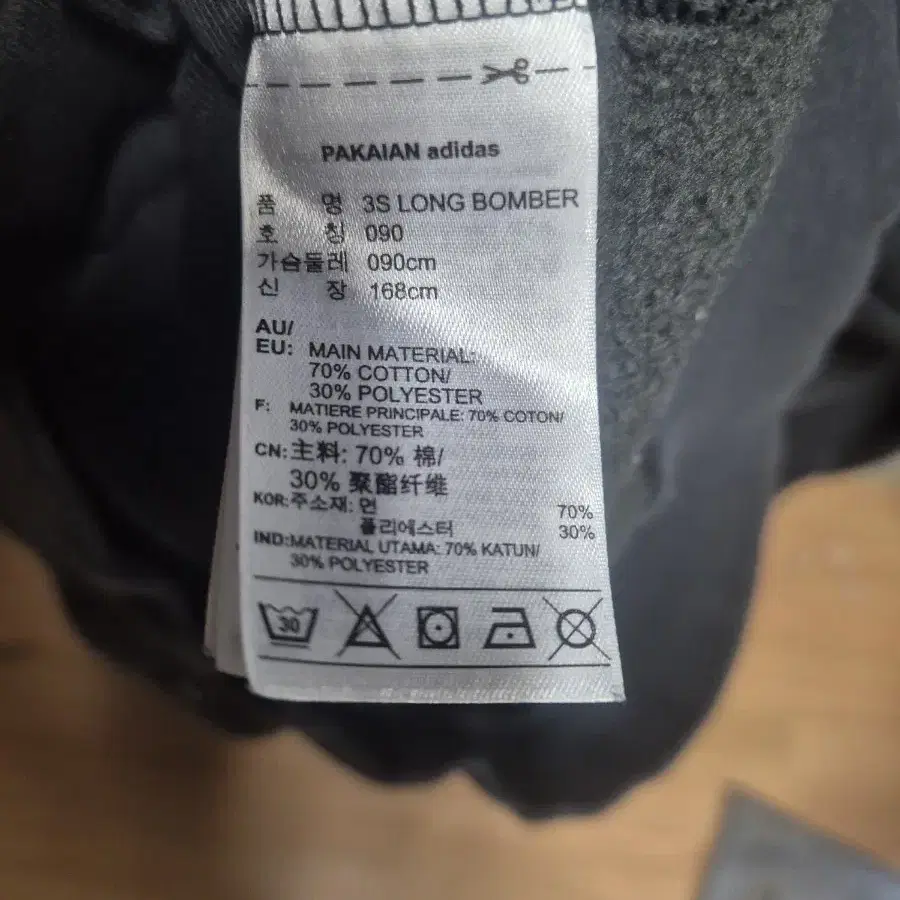 PAKAIAN adidas
품 명 3S LONG BOMBER
호 칭 090
가슴둘레 090cm
신 장 168cm
AU/
EU: MAIN MATERIAL:
70% COTTON/
30% POLYESTER
F: MATIERE PRINCIPALE: 70% COTON/
30% POLYESTER
CN: 主料: 70% 棉/
30% 聚酯纤维
KOR: 주소재: 면 70%
폴리에스터 30%
IND: MATERIAL UTAMA: 70% KATUN/
30% POLYESTER
30